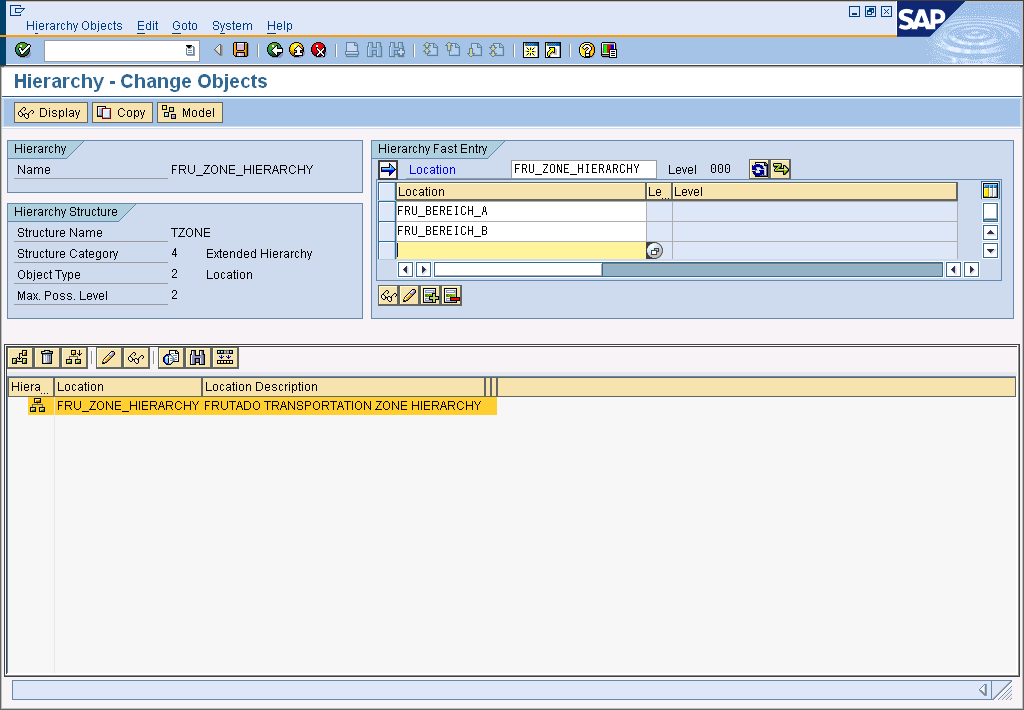 Hierarchy Objects Edit Goto System Help
SAP
Hierarchy - Change Objects
Display Copy Model
Hierarchy
Name FRU_ZONE_HIERARCHY
Hierarchy Structure
Structure Name TZONE
Structure Category 4 Extended Hierarchy
Object Type 2 Location
Max. Poss. Level 2
Hierarchy Fast Entry
Location FRU_ZONE_HIERARCHY Level 000
Location Le... Level
FRU_BEREICH_A
FRU_BEREICH_B
Hiera... Location Location Description
FRU_ZONE_HIERARCHY FRUTADO TRANSPORTATION ZONE HIERARCHY